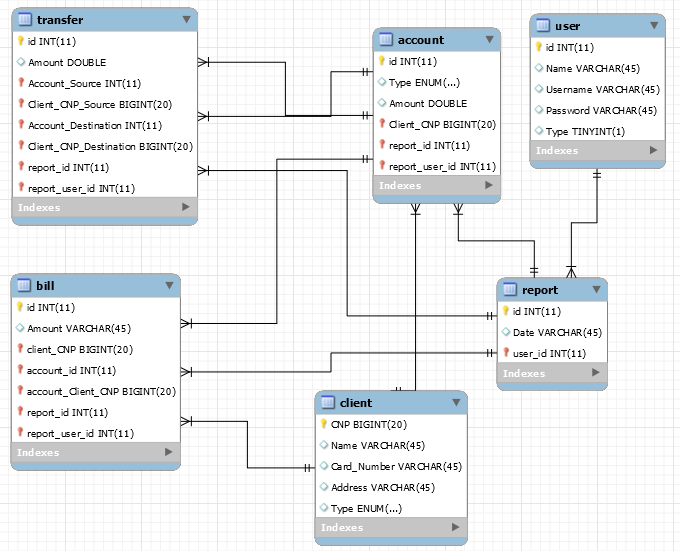 transfer
id INT(11)
Amount DOUBLE
Account_Source INT(11)
Client_CNP_Source BIGINT(20)
Account_Destination INT(11)
Client_CNP_Destination BIGINT(20)
report_id INT(11)
report_user_id INT(11)
Indexes
account
id INT(11)
Type ENUM(...)
Amount DOUBLE
Client_CNP BIGINT(20)
report_id INT(11)
report_user_id INT(11)
Indexes
user
id INT(11)
Name VARCHAR(45)
Username VARCHAR(45)
Password VARCHAR(45)
Type TINYINT(1)
Indexes
bill
id INT(11)
Amount VARCHAR(45)
client_CNP BIGINT(20)
account_id INT(11)
account_Client_CNP BIGINT(20)
report_id INT(11)
report_user_id INT(11)
Indexes
report
id INT(11)
Date VARCHAR(45)
user_id INT(11)
Indexes
client
CNP BIGINT(20)
Name VARCHAR(45)
Card_Number VARCHAR(45)
Address VARCHAR(45)
Type ENUM(...)
Indexes